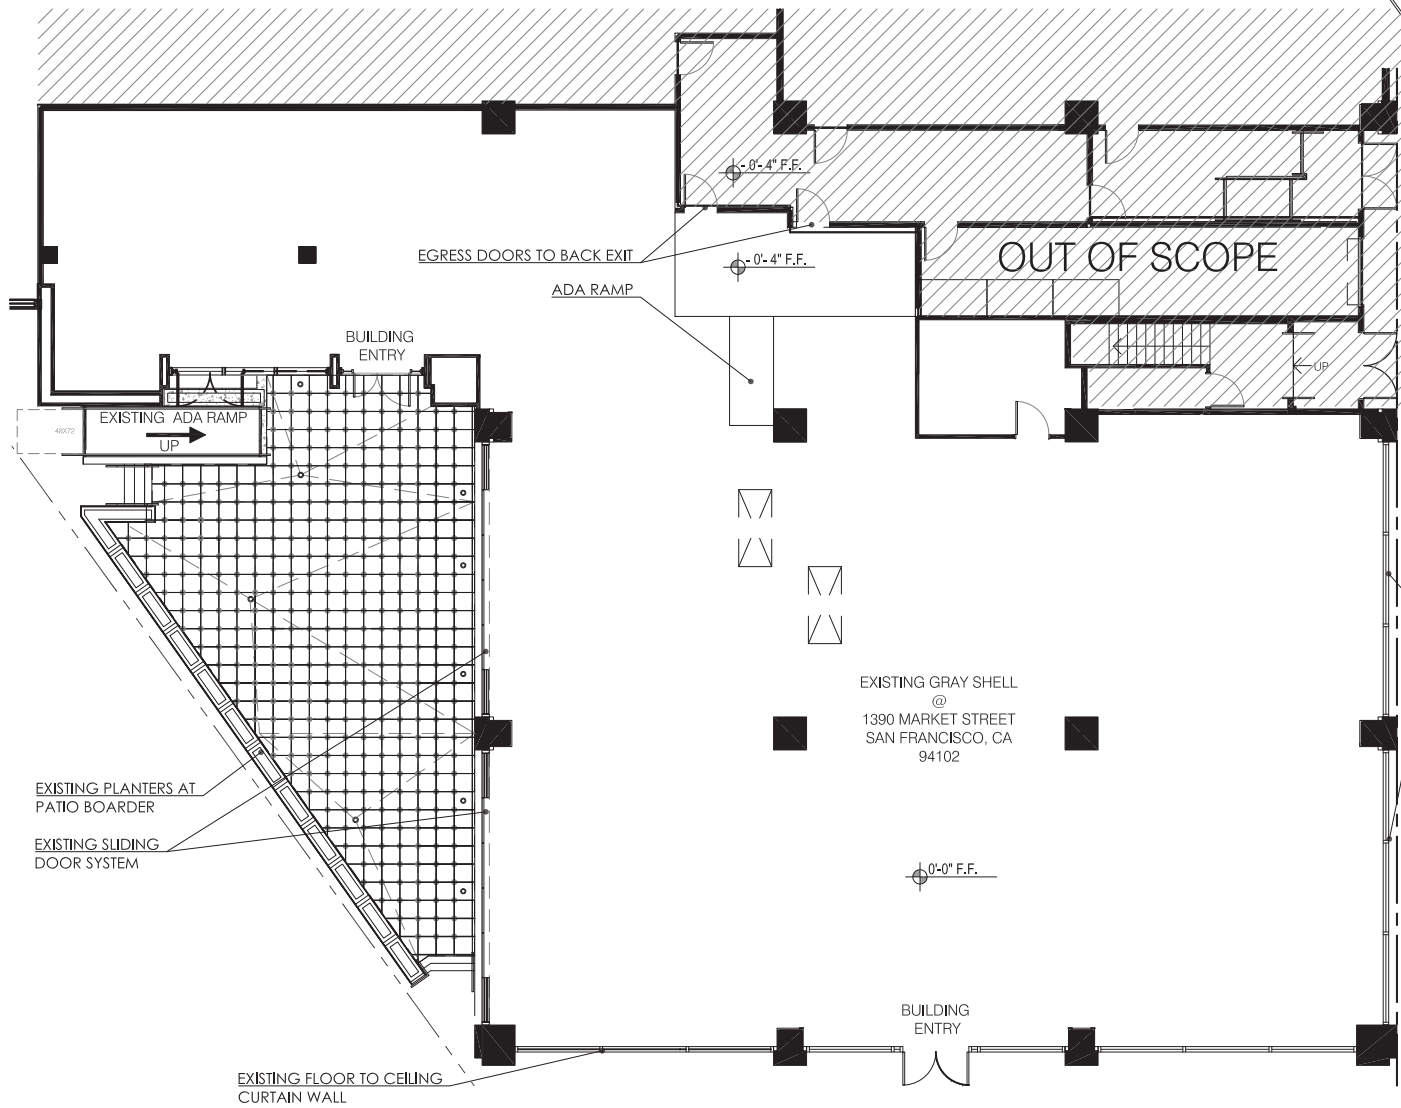 - 0'- 4" F.F.
EGRESS DOORS TO BACK EXIT
OUT OF SCOPE
- 0'- 4" F.F.
ADA RAMP
BUILDING
ENTRY
UP
EXISTING ADA RAMP
48X72
UP
EXISTING GRAY SHELL
@
1390 MARKET STREET
SAN FRANCISCO, CA
94102
EXISTING PLANTERS AT
PATIO BOARDER
EXISTING SLIDING
DOOR SYSTEM
0'-0" F.F.
BUILDING
ENTRY
EXISTING FLOOR TO CEILING
CURTAIN WALL